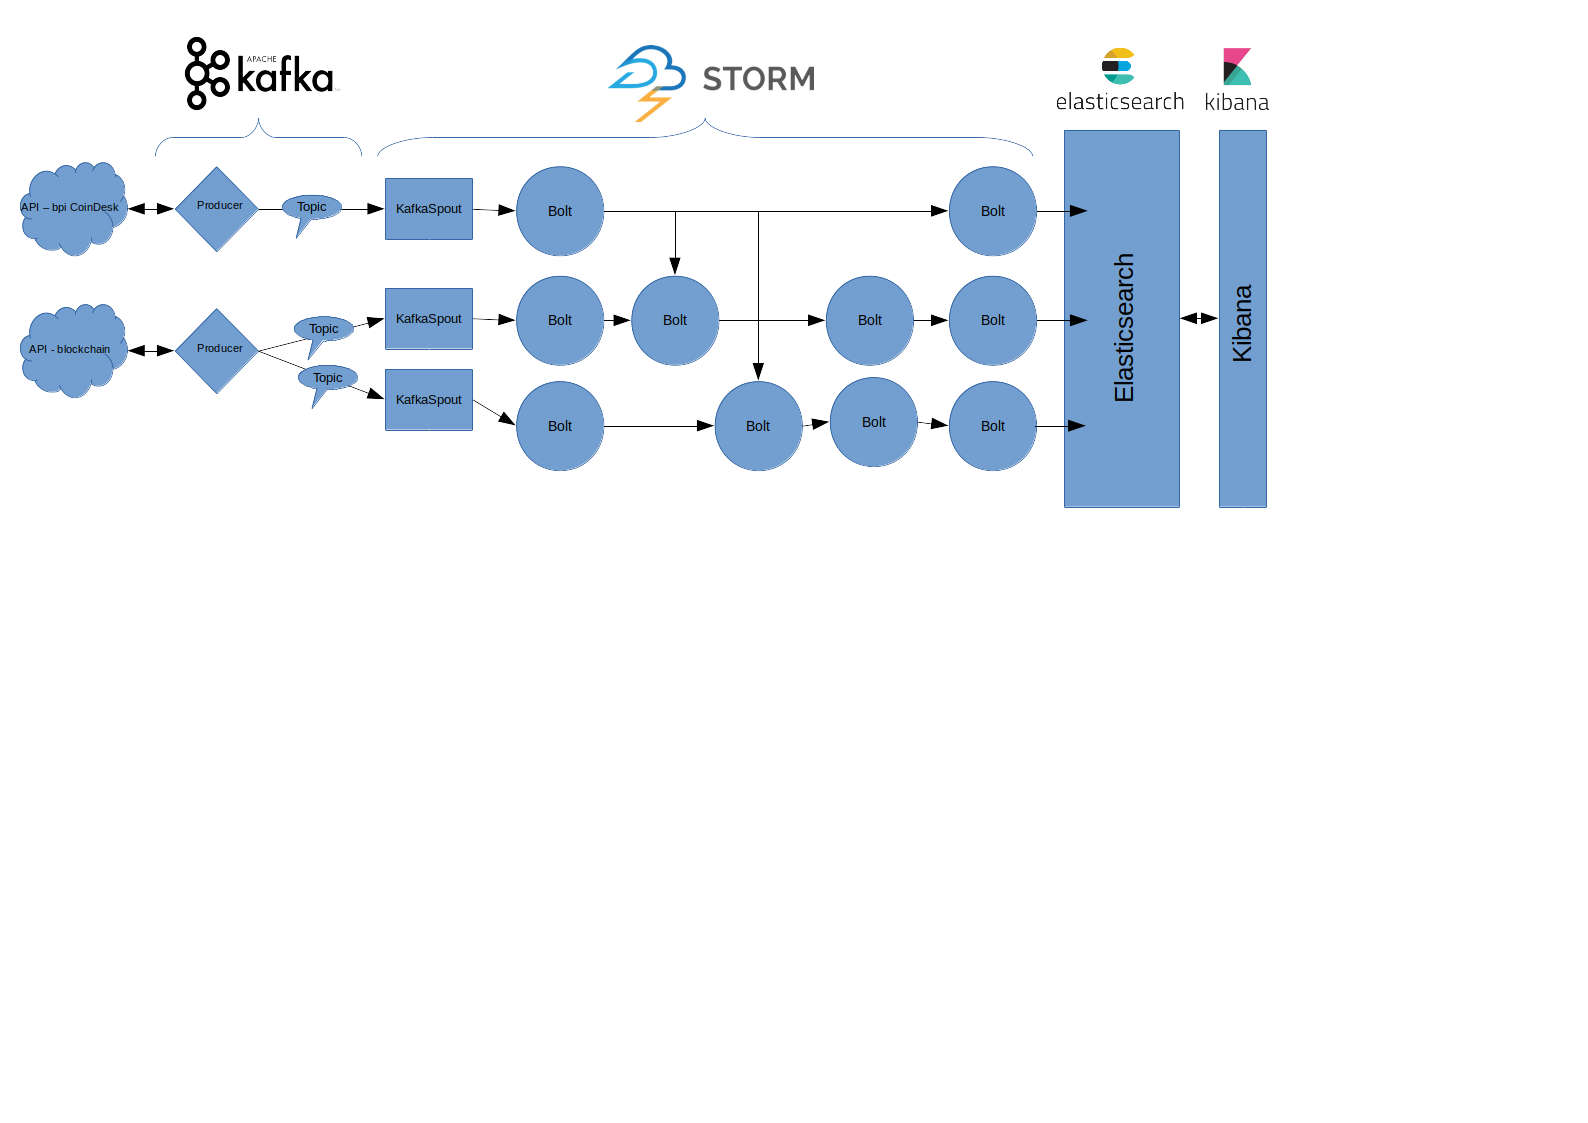 APACHE
kafka
STORM
elasticsearch
kibana
API – bpi CoinDesk
Producer
Topic
KafkaSpout
Bolt
Bolt
API - blockchain
Producer
Topic
KafkaSpout
Bolt
Bolt
Bolt
Bolt
Topic
KafkaSpout
Bolt
Bolt
Bolt
Bolt
Elasticsearch
Kibana